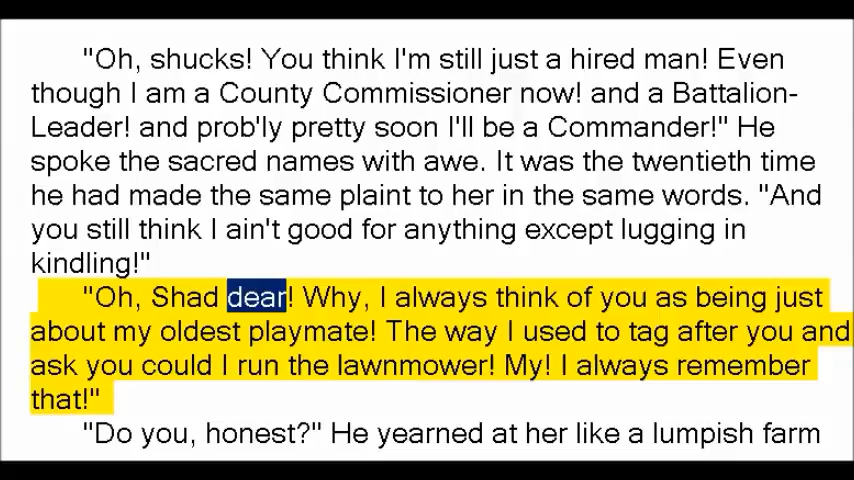 "Oh, shucks! You think I'm still just a hired man! Even
though I am a County Commissioner now! and a Battalion-
Leader! and prob'ly pretty soon I'll be a Commander!" He
spoke the sacred names with awe. It was the twentieth time
he had made the same plaint to her in the same words. "And
you still think I ain't good for anything except lugging in
kindling!"
"Oh, Shad dear! Why, I always think of you as being just
about my oldest playmate! The way I used to tag after you and
ask you could I run the lawnmower! My! I always remember
that!"
"Do you, honest?" He yearned at her like a lumpish farm